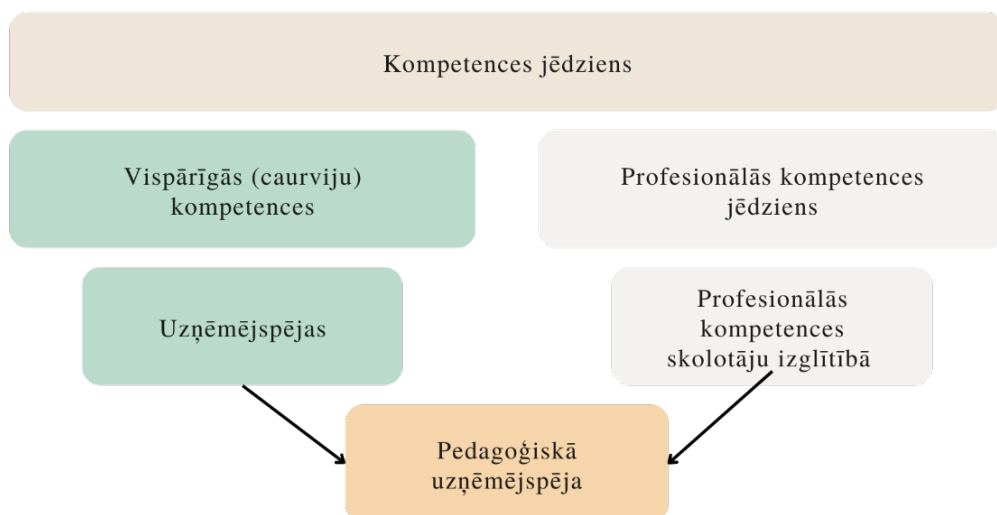 Kompetences jēdziens
Vispārīgās (caurviju)
kompetences
Profesionālās kompetences
jēdziens
Uzņēmējspējas
Profesionālās
kompetences
skolotāju izglītībā
Pedagoģiskā
uzņēmējspēja